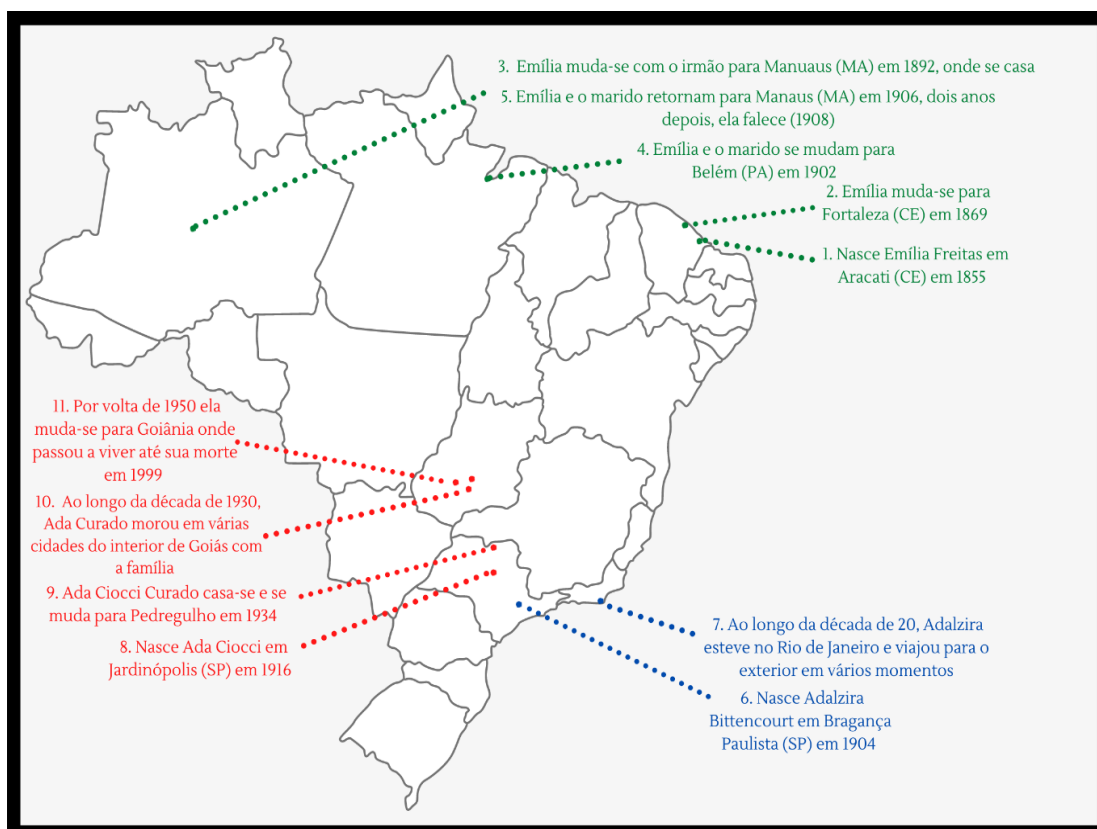 3. Emília muda-se com o irmão para Manuaus (MA) em 1892, onde se casa
5. Emília e o marido retornam para Manaus (MA) em 1906, dois anos
depois, ela falece (1908)
4. Emília e o marido se mudam para
Belém (PA) em 1902
2. Emília muda-se para
Fortaleza (CE) em 1869
1. Nasce Emília Freitas em
Aracati (CE) em 1855
11. Por volta de 1950 ela
muda-se para Goiânia onde
passou a viver até sua morte
em 1999
10. Ao longo da década de 1930,
Ada Curado morou em várias
cidades do interior de Goiás com
a família
9. Ada Ciocci Curado casa-se e se
muda para Pedregulho em 1934
8. Nasce Ada Ciocci em
Jardinópolis (SP) em 1916
7. Ao longo da década de 20, Adalzira
esteve no Rio de Janeiro e viajou para o
exterior em vários momentos
6. Nasce Adalzira
Bittencourt em Bragança
Paulista (SP) em 1904